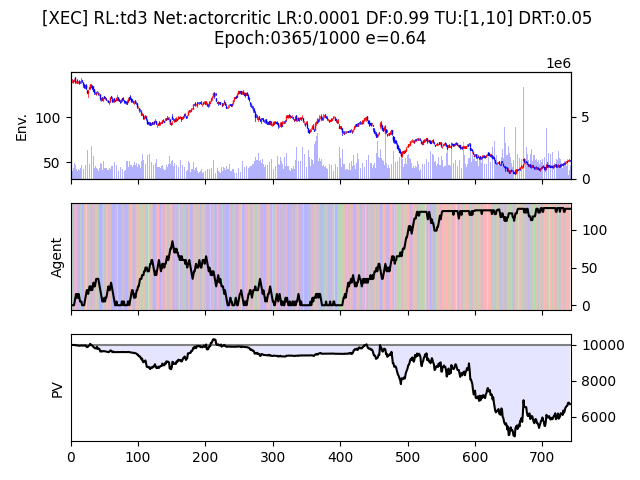 [XEC] RL:td3 Net:actorcritic LR:0.0001 DF:0.99 TU:[1,10] DRT:0.05
Epoch:0365/1000 e=0.64
1e6
Env.
100
50
5
0
Agent
100
50
0
PV
10000
8000
6000
0 100 200 300 400 500 600 700